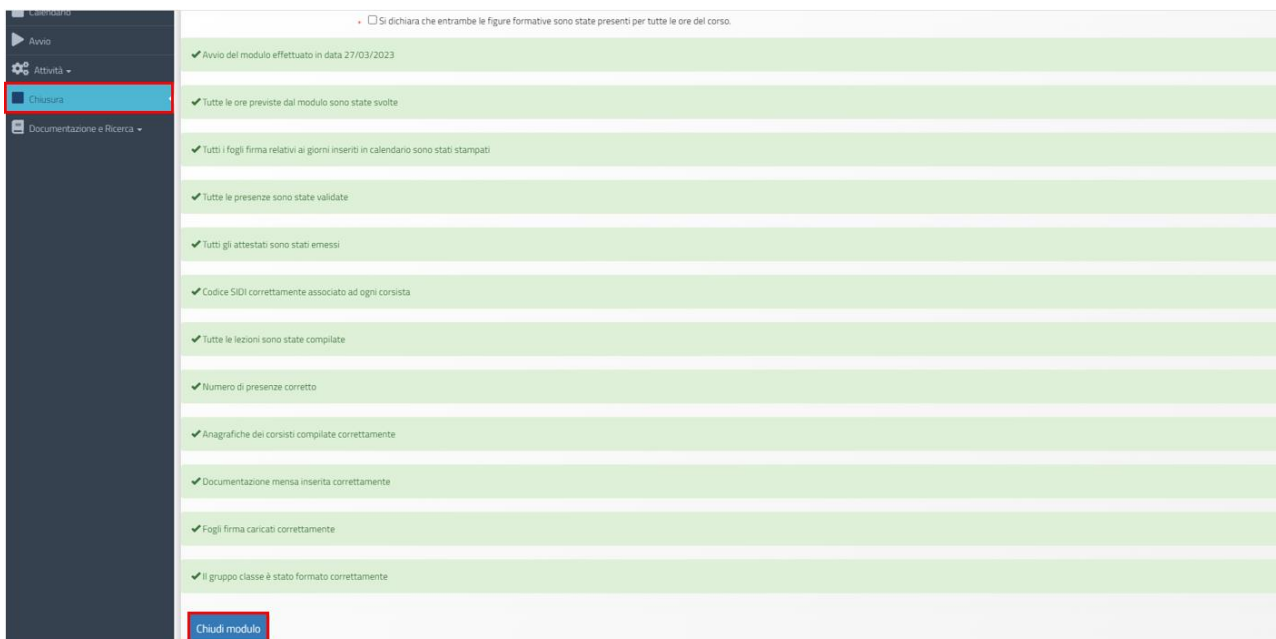 Calendario
Avvio
Attività
Chiusura
Documentazione e Ricerca
* Si dichiara che entrambe le figure formative sono state presenti per tutte le ore del corso.
Avvio del modulo effettuato in data 27/03/2023
Tutte le ore previste dal modulo sono state svolte
Tutti i fogli firma relativi ai giorni inseriti in calendario sono stati stampati
Tutte le presenze sono state validate
Tutti gli attestati sono stati emessi
Codice SIDI correttamente associato ad ogni corsista
Tutte le lezioni sono state compilate
Numero di presenze corretto
Anagrafiche dei corsisti compilate correttamente
Documentazione mensa inserita correttamente
Fogli firma caricati correttamente
Il gruppo classe è stato formato correttamente
Chiudi modulo